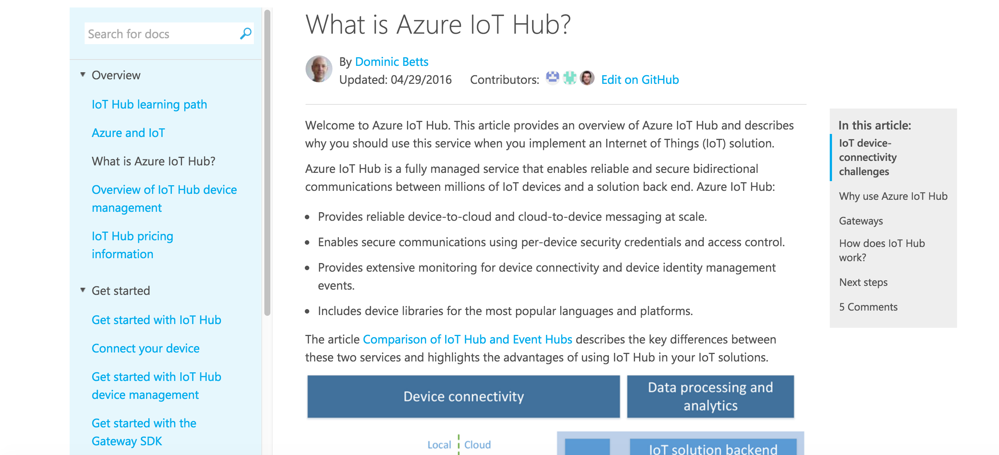 Search for docs
Overview
IoT Hub learning path
Azure and IoT
What is Azure IoT Hub?
Overview of IoT Hub device
management
IoT Hub pricing
information
Get started
Get started with IoT Hub
Connect your device
Get started with IoT Hub
device management
Get started with the
Gateway SDK
What is Azure IoT Hub?
By Dominic Betts
Updated: 04/29/2016 Contributors: Edit on GitHub
Welcome to Azure IoT Hub. This article provides an overview of Azure IoT Hub and describes
why you should use this service when you implement an Internet of Things (IoT) solution.
Azure IoT Hub is a fully managed service that enables reliable and secure bidirectional
communications between millions of IoT devices and a solution back end. Azure IoT Hub:
• Provides reliable device-to-cloud and cloud-to-device messaging at scale.
• Enables secure communications using per-device security credentials and access control.
• Provides extensive monitoring for device connectivity and device identity management
events.
• Includes device libraries for the most popular languages and platforms.
The article Comparison of IoT Hub and Event Hubs describes the key differences between
these two services and highlights the advantages of using IoT Hub in your IoT solutions.
Device connectivity
Data processing and
analytics
Local Cloud
IoT solution backend
In this article:
IoT device-
connectivity
challenges
Why use Azure IoT Hub
Gateways
How does IoT Hub
work?
Next steps
5 Comments